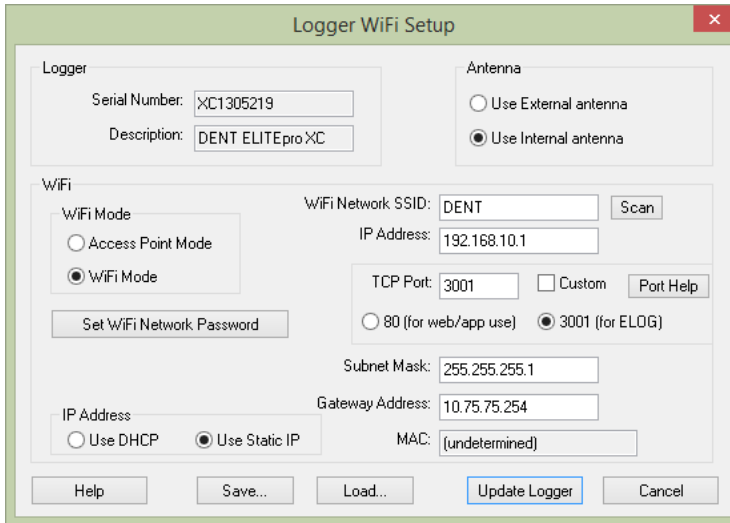 Logger WiFi Setup
Logger
Serial Number: XC1305219
Description: DENT ELITEpro XC
Antenna
Use External antenna
Use Internal antenna
WiFi
WiFi Mode
Access Point Mode
WiFi Mode
Set WiFi Network Password
WiFi Network SSID: DENT Scan
IP Address: 192.168.10.1
TCP Port: 3001 Custom Port Help
80 (for web/app use) 3001 (for ELOG)
Subnet Mask: 255.255.255.1
Gateway Address: 10.75.75.254
IP Address
Use DHCP Use Static IP
MAC: (undetermined)
Help Save... Load... Update Logger Cancel